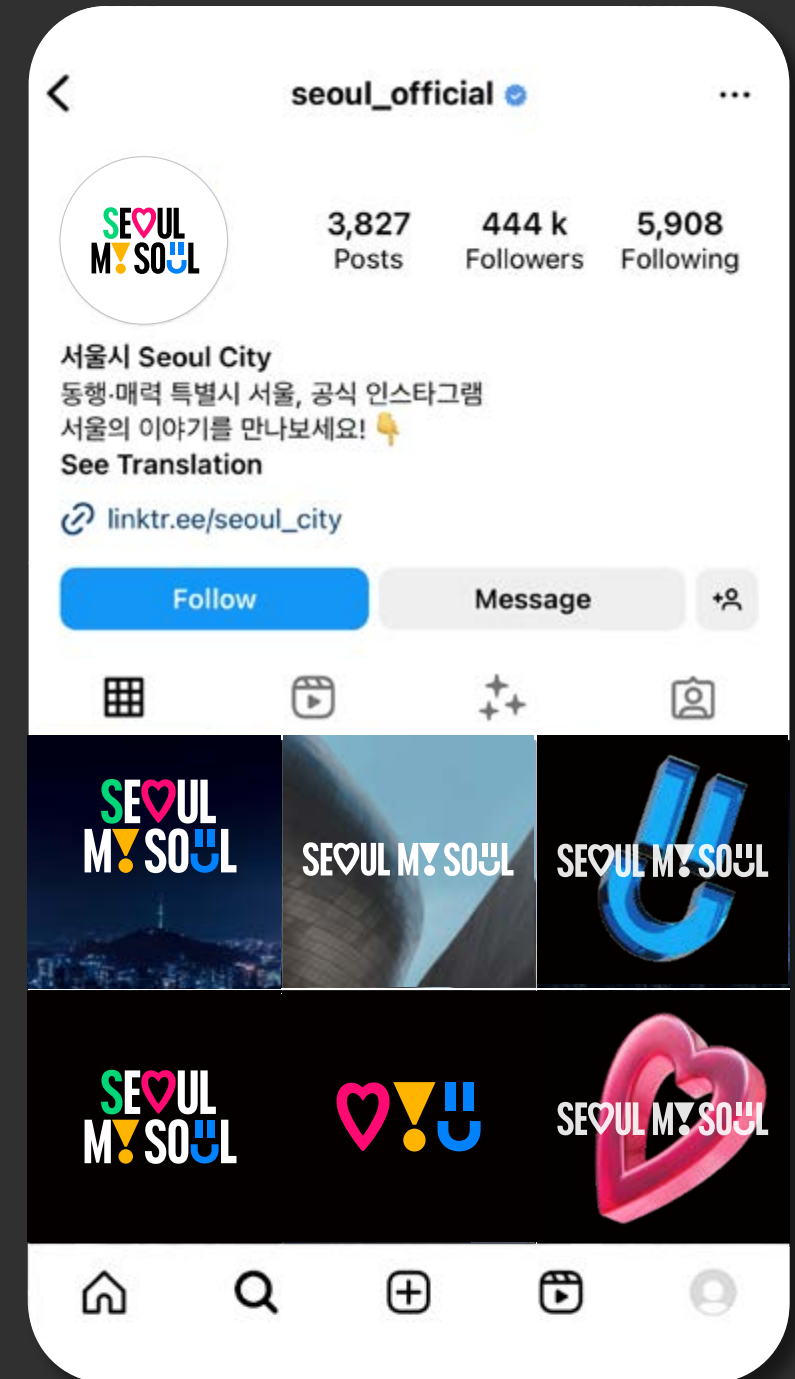 seoul_official
SEOUL
MY SOUL
3,827
Posts
444 k
Followers
5,908
Following
서울시 Seoul City
동행·매력 특별시 서울, 공식 인스타그램
서울의 이야기를 만나보세요! 👇
See Translation
linktr.ee/seoul_city
Follow
Message
SEOUL
MY SOUL
SEOUL MY SOUL
SEOUL MY SOUL
SEOUL
MY SOUL
SEOUL MY SOUL